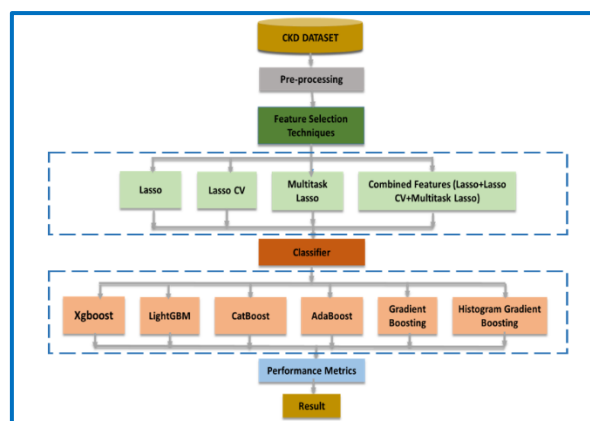 CKD DATASET
Pre-processing
Feature Selection
Techniques
Lasso
Lasso CV
Multitask
Lasso
Combined Features (Lasso+Lasso
CV+Multitask Lasso)
Classifier
Xgboost
LightGBM
CatBoost
AdaBoost
Gradient
Boosting
Histogram Gradient
Boosting
Performance Metrics
Result